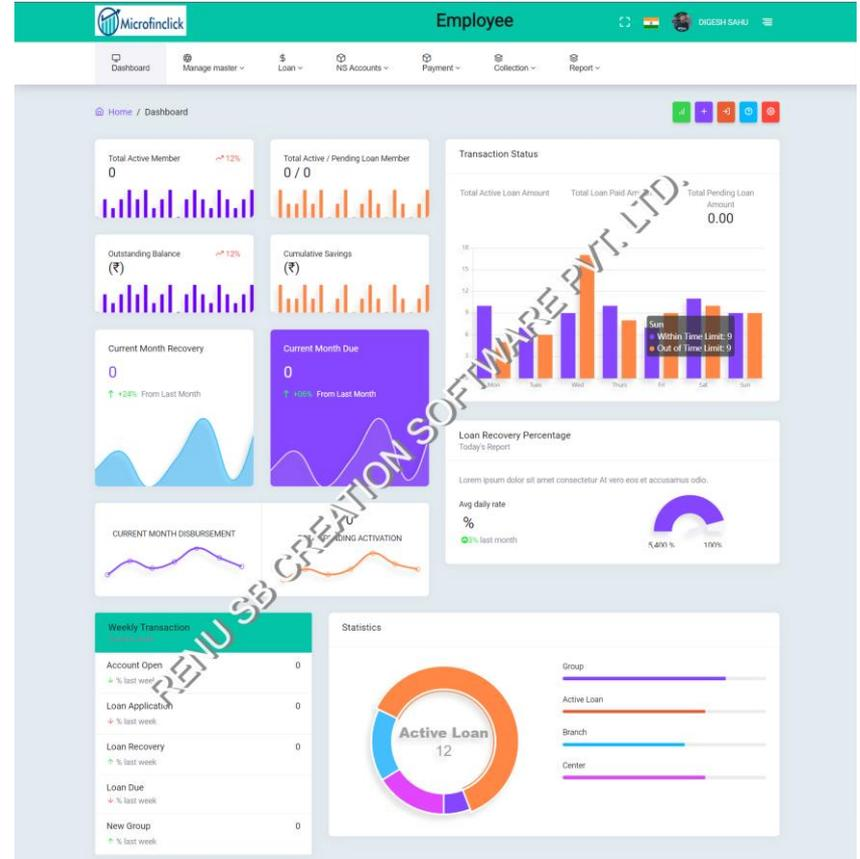 Microfinclick
Employee
DIGESH SAHU
Dashboard
Manage master
Loan
NS Accounts
Payment
Collection
Report
Home / Dashboard
Total Active Member
12%
0
Total Active / Pending Loan Member
0 / 0
Outstanding Balance
12%
(₹)
Cumulative Savings
(₹)
Current Month Recovery
0
+24% From Last Month
Current Month Due
0
+06% From Last Month
CURRENT MONTH DISBURSEMENT
ACTIVATION
Transaction Status
Total Active Loan Amount
Total Loan Paid
Total Pending Loan
Amount
0.00
18
15
12
9
6
3
Mon Tues Wed Thurs Fri Sat Sun
Sun
Within Time Limit: 9
Out of Time Limit: 9
Loan Recovery Percentage
Today's Report
Lorem ipsum dolor sit amet consectetur At vero eos et accusamus odio.
Avg daily rate
%
3% last month
5,400 % 100%
Weekly Transaction
Account Open 0
% last week
Loan Application 0
% last week
Loan Recovery 0
% last week
Loan Due
% last week
New Group 0
% last week
Statistics
Active Loan
12
Group
Active Loan
Branch
Center
RENU SB CREATION SOFTWARE PVT. LTD.